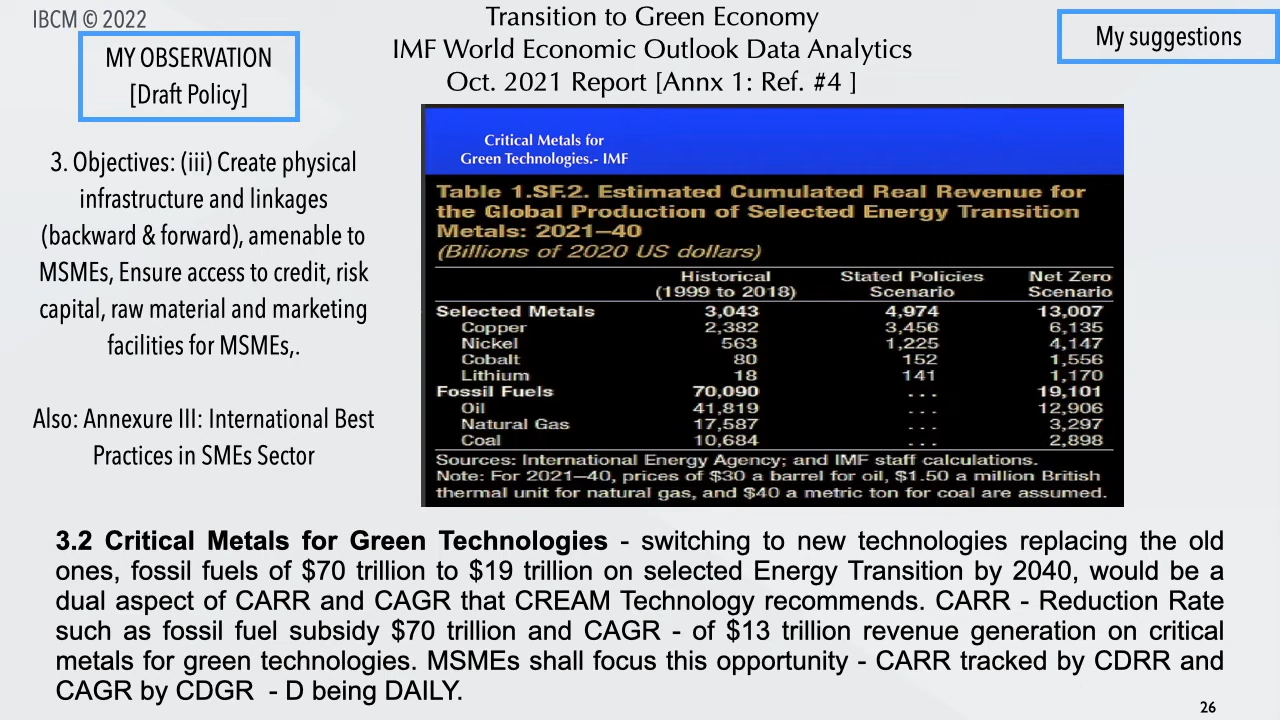 IBCM © 2022
Transition to Green Economy
IMF World Economic Outlook Data Analytics
Oct. 2021 Report [Annx 1: Ref. #4 ]
My suggestions
MY OBSERVATION
[Draft Policy]
3. Objectives: (iii) Create physical
infrastructure and linkages
(backward & forward), amenable to
MSMEs, Ensure access to credit, risk
capital, raw material and marketing
facilities for MSMEs,.
Also: Annexure III: International Best
Practices in SMEs Sector
Critical Metals for
Green Technologies.- IMF
Table 1.SF.2. Estimated Cumulated Real Revenue for
the Global Production of Selected Energy Transition
Metals: 2021–40
(Billions of 2020 US dollars)
Historical Stated Policies Net Zero
(1999 to 2018) Scenario Scenario
Selected Metals 3,043 4,974 13,007
Copper 2,382 3,456 6,135
Nickel 563 1,225 4,147
Cobalt 80 152 1,556
Lithium 18 141 1,170
Fossil Fuels 70,090 . . . 19,101
Oil 41,819 . . . 12,906
Natural Gas 17,587 . . . 3,297
Coal 10,684 . . . 2,898
Sources: International Energy Agency; and IMF staff calculations.
Note: For 2021–40, prices of $30 a barrel for oil, $1.50 a million British
thermal unit for natural gas, and $40 a metric ton for coal are assumed.
3.2 Critical Metals for Green Technologies - switching to new technologies replacing the old
ones, fossil fuels of $70 trillion to $19 trillion on selected Energy Transition by 2040, would be a
dual aspect of CARR and CAGR that CREAM Technology recommends. CARR - Reduction Rate
such as fossil fuel subsidy $70 trillion and CAGR - of $13 trillion revenue generation on critical
metals for green technologies. MSMEs shall focus this opportunity - CARR tracked by CDRR and
CAGR by CDGR - D being DAILY.
26